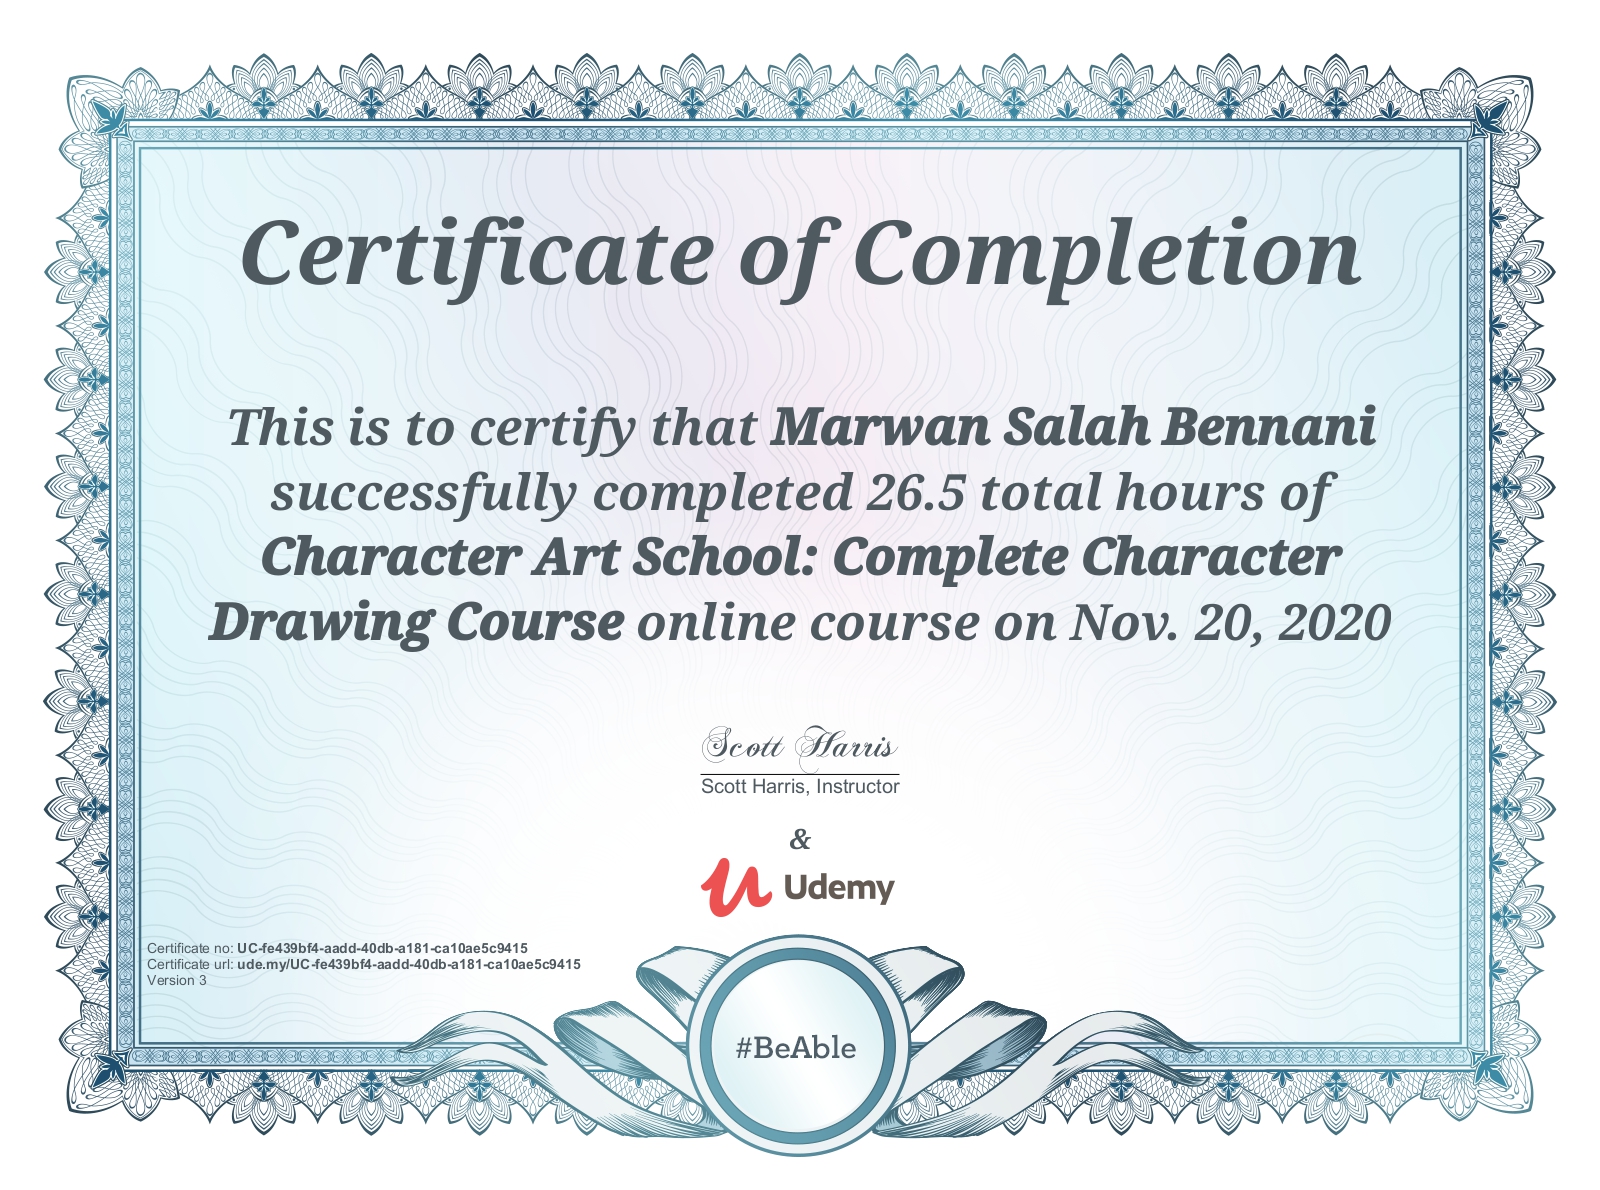 Certificate of Completion
This is to certify that Marwan Salah Bennani
successfully completed 26.5 total hours of
Character Art School: Complete Character
Drawing Course online course on Nov. 20, 2020
Scott Harris
Scott Harris, Instructor
&
Udemy
Certificate no: UC-fe439bf4-aadd-40db-a181-ca10ae5c9415
Certificate url: ude.my/UC-fe439bf4-aadd-40db-a181-ca10ae5c9415
Version 3
#BeAble